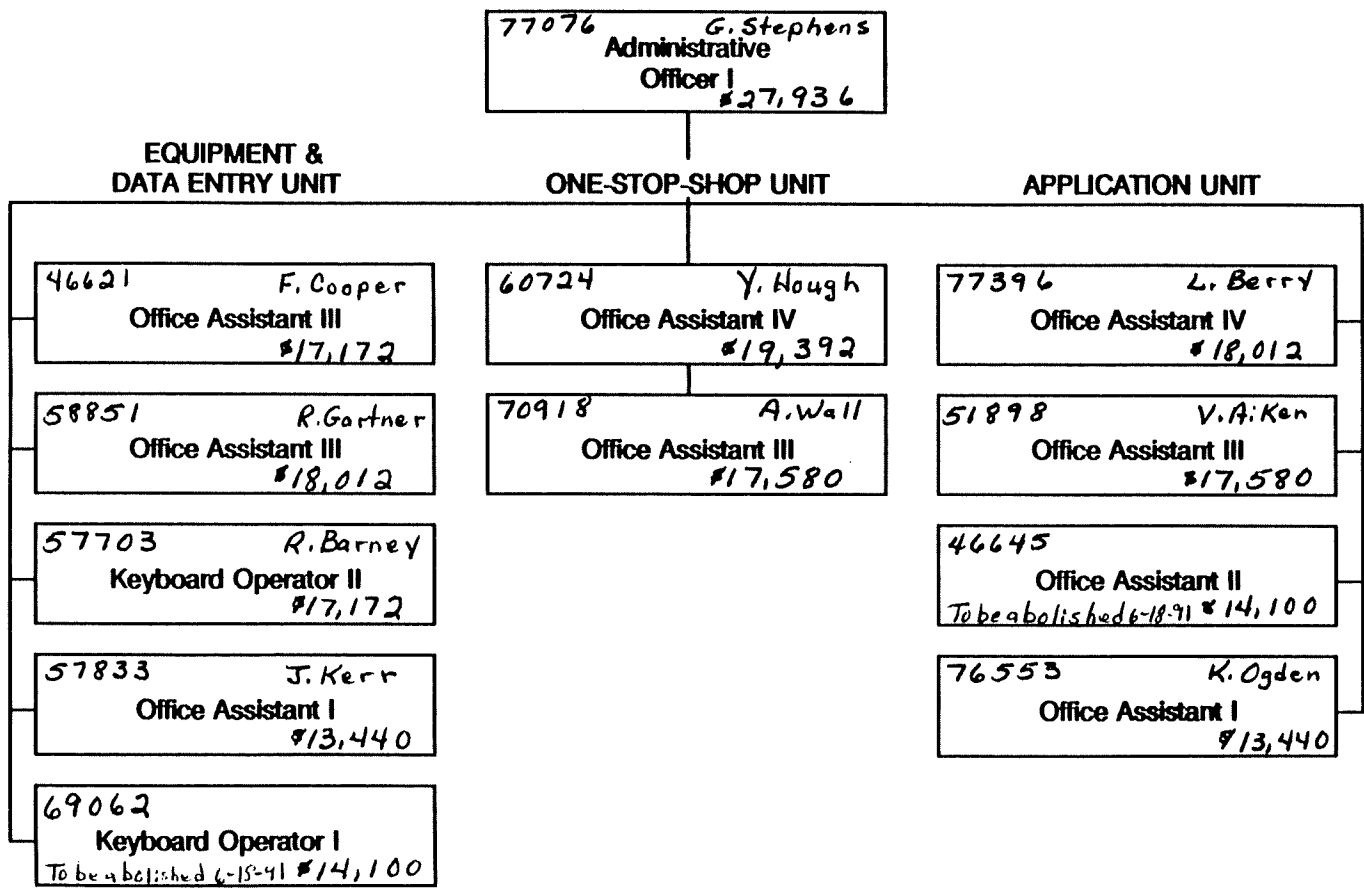 77076 G. Stephens
Administrative
Officer I
$27,936
EQUIPMENT &
DATA ENTRY UNIT
ONE-STOP-SHOP UNIT
APPLICATION UNIT
46621 F. Cooper
Office Assistant III
$17,172
58851 R. Gartner
Office Assistant III
$18,012
57703 R. Barney
Keyboard Operator II
$17,172
57833 J. Kerr
Office Assistant I
$13,440
69062
Keyboard Operator I
To be abolished $14,100
60724 Y. Hough
Office Assistant IV
$19,392
70918 A. Wall
Office Assistant III
$17,580
77396 L. Berry
Office Assistant IV
$18,012
51898 V. Aiken
Office Assistant III
$17,580
46645
Office Assistant II
To be abolished 6-18-91 $14,100
76553 K. Ogden
Office Assistant I
$13,440